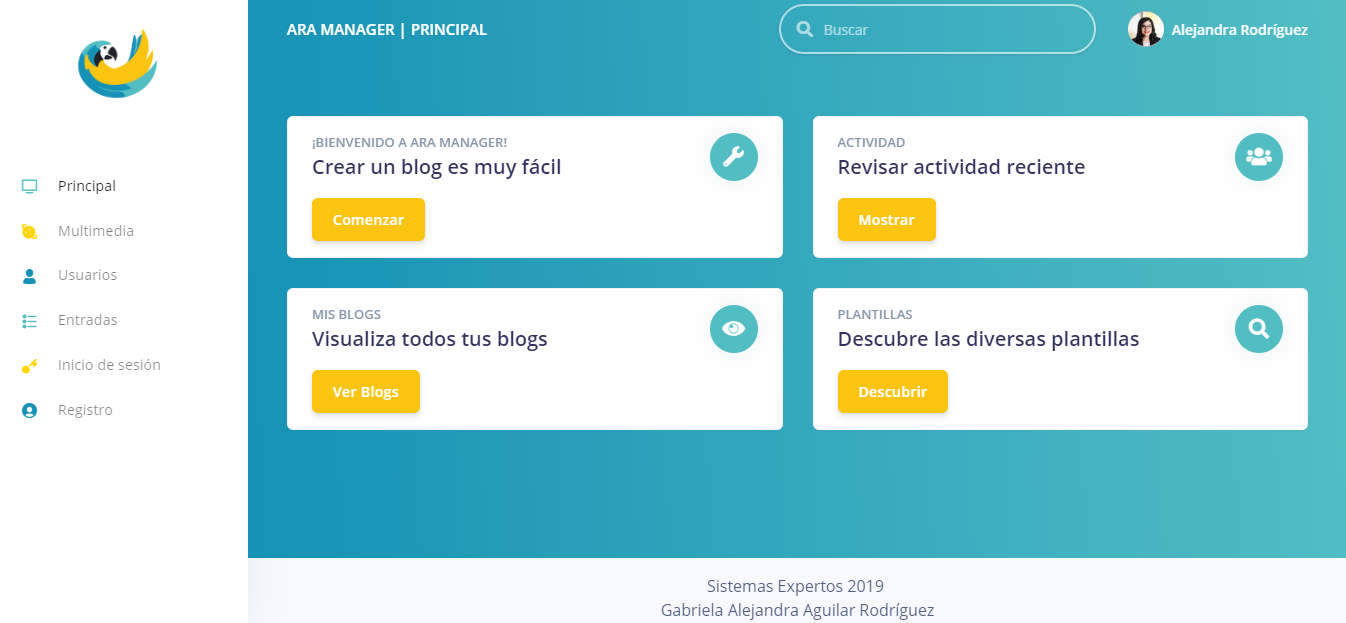 ARA MANAGER | PRINCIPAL
Buscar
Alejandra Rodríguez
Principal
Multimedia
Usuarios
Entradas
Inicio de sesión
Registro
¡BIENVENIDO A ARA MANAGER!
Crear un blog es muy fácil
Comenzar
ACTIVIDAD
Revisar actividad reciente
Mostrar
MIS BLOGS
Visualiza todos tus blogs
Ver Blogs
PLANTILLAS
Descubre las diversas plantillas
Descubrir
Sistemas Expertos 2019
Gabriela Alejandra Aguilar Rodríguez